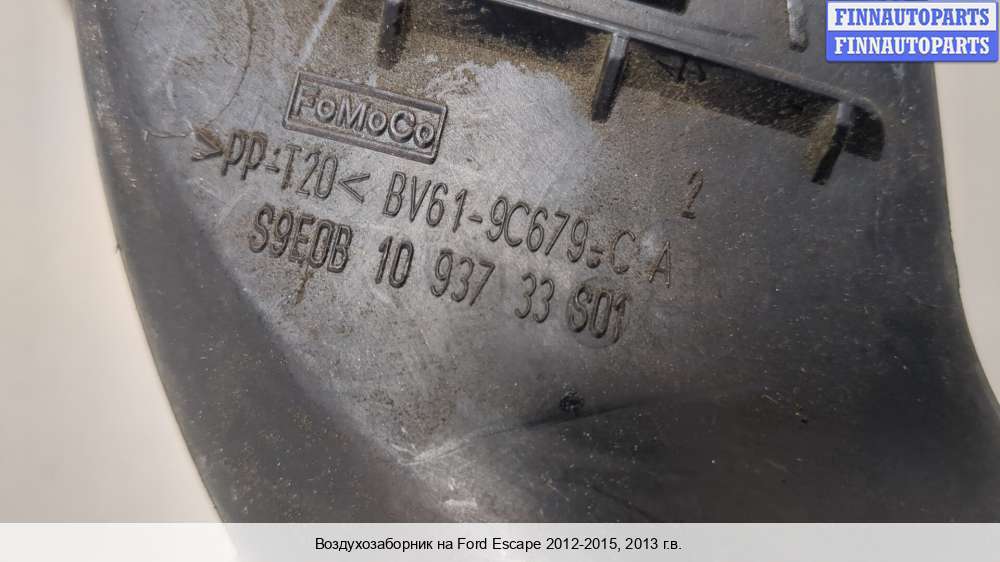 FINNAUTOPARTS
FINNAUTOPARTS
FoMoCo
>PP-T20< BV61-9C679-CA 2
S9E0B 10 937 33 S01
Воздухозаборник на Ford Escape 2012-2015, 2013 г.в.